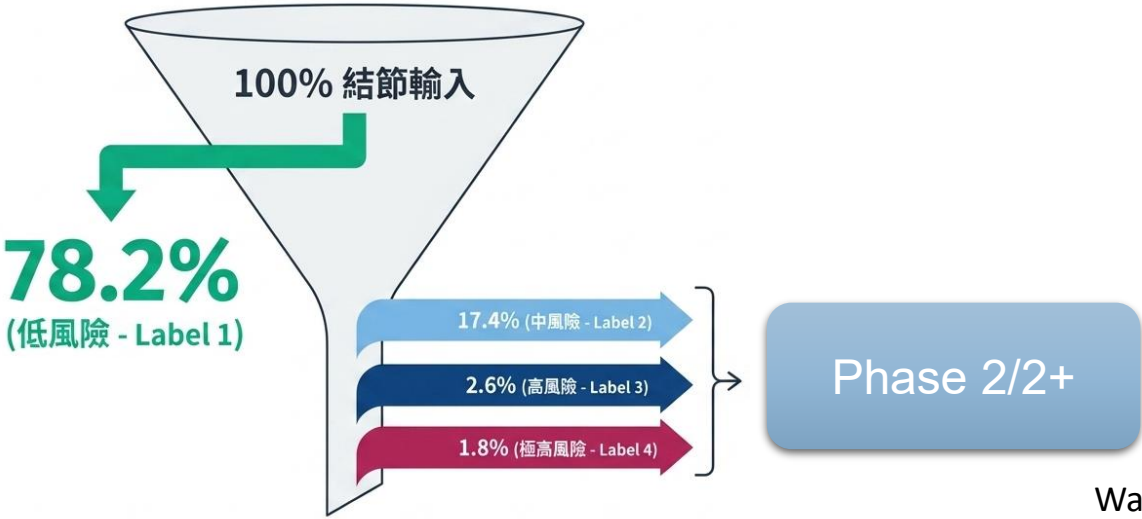 100% 結節輸入
78.2%
(低風險 - Label 1)
17.4% (中風險 - Label 2)
2.6% (高風險 - Label 3)
1.8% (極高風險 - Label 4)
Phase 2/2+
Wa